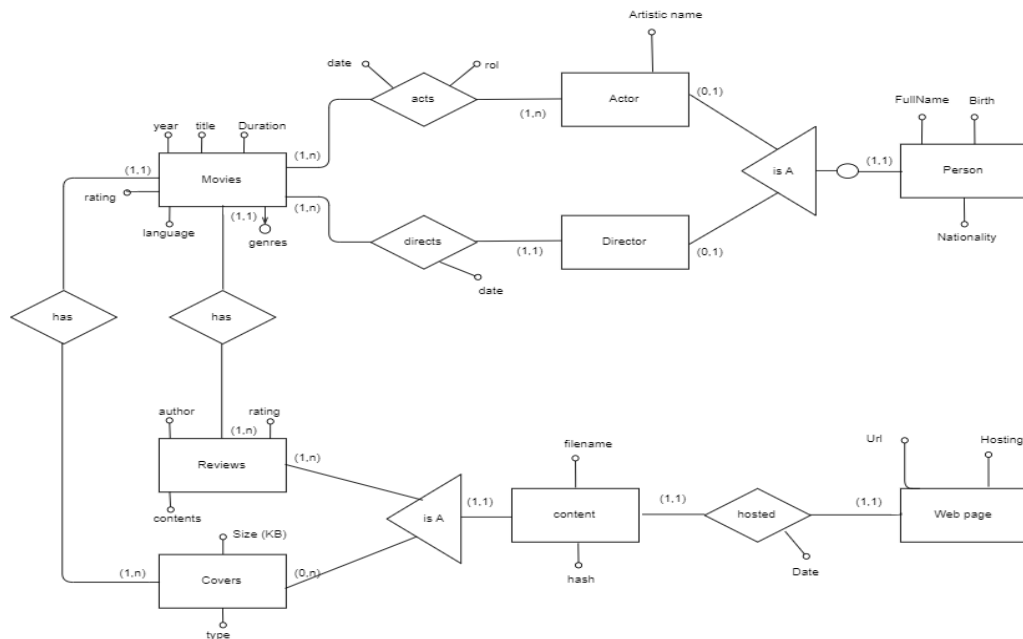 Artistic name
date
rol
acts
Actor
(0,1)
(1,n)
FullName
Birth
year
title
Duration
(1,n)
(1,1)
Movies
rating
(1,n)
(1,1)
language
genres
is A
(1,1)
Person
Nationality
directs
Director
(1,1)
(0,1)
date
has
has
author
rating
(1,n)
Reviews
(1,n)
contents
filename
Url
Hosting
is A
(1,1)
content
(1,1)
hosted
(1,1)
Web page
Size (KB)
(1,n)
Covers
(0,n)
hash
Date
type